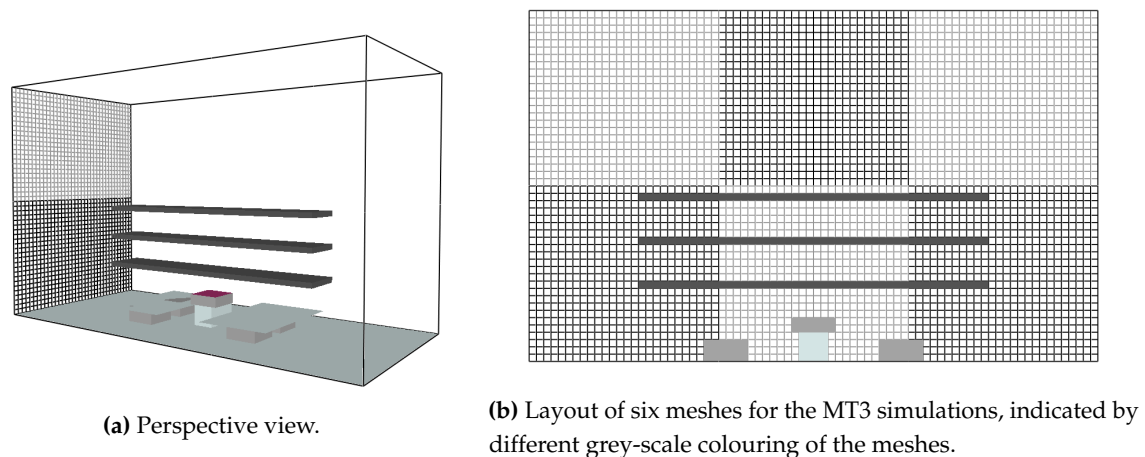 (a) Perspective view.
(b) Layout of six meshes for the MT3 simulations, indicated by
different grey-scale colouring of the meshes.